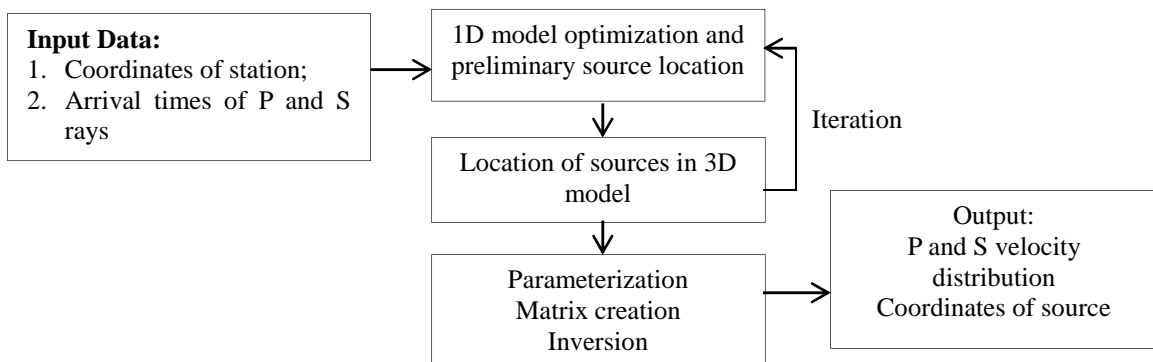 Input Data:
1. Coordinates of station;
2. Arrival times of P and S
rays
1D model optimization and
preliminary source location
Iteration
Location of sources in 3D
model
Parameterization
Matrix creation
Inversion
Output:
P and S velocity
distribution
Coordinates of source